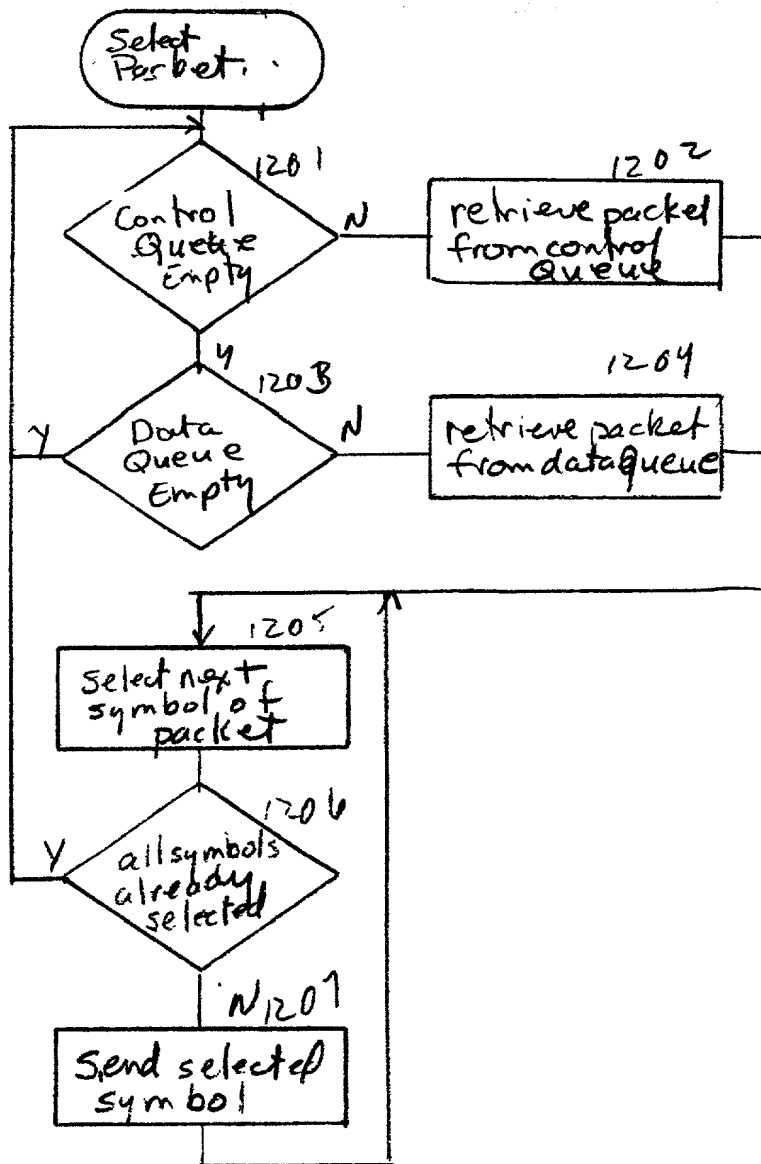 Select
Packet
1201
Control
Queue
Empty
N
1202
retrieve packet
from control
Queue
Y
1203
Data
Queue
Empty
Y
N
1204
retrieve packet
from data Queue
1205
select next
symbol of
packet
1206
all symbols
already
selected
Y
N
1207
Send selected
symbol